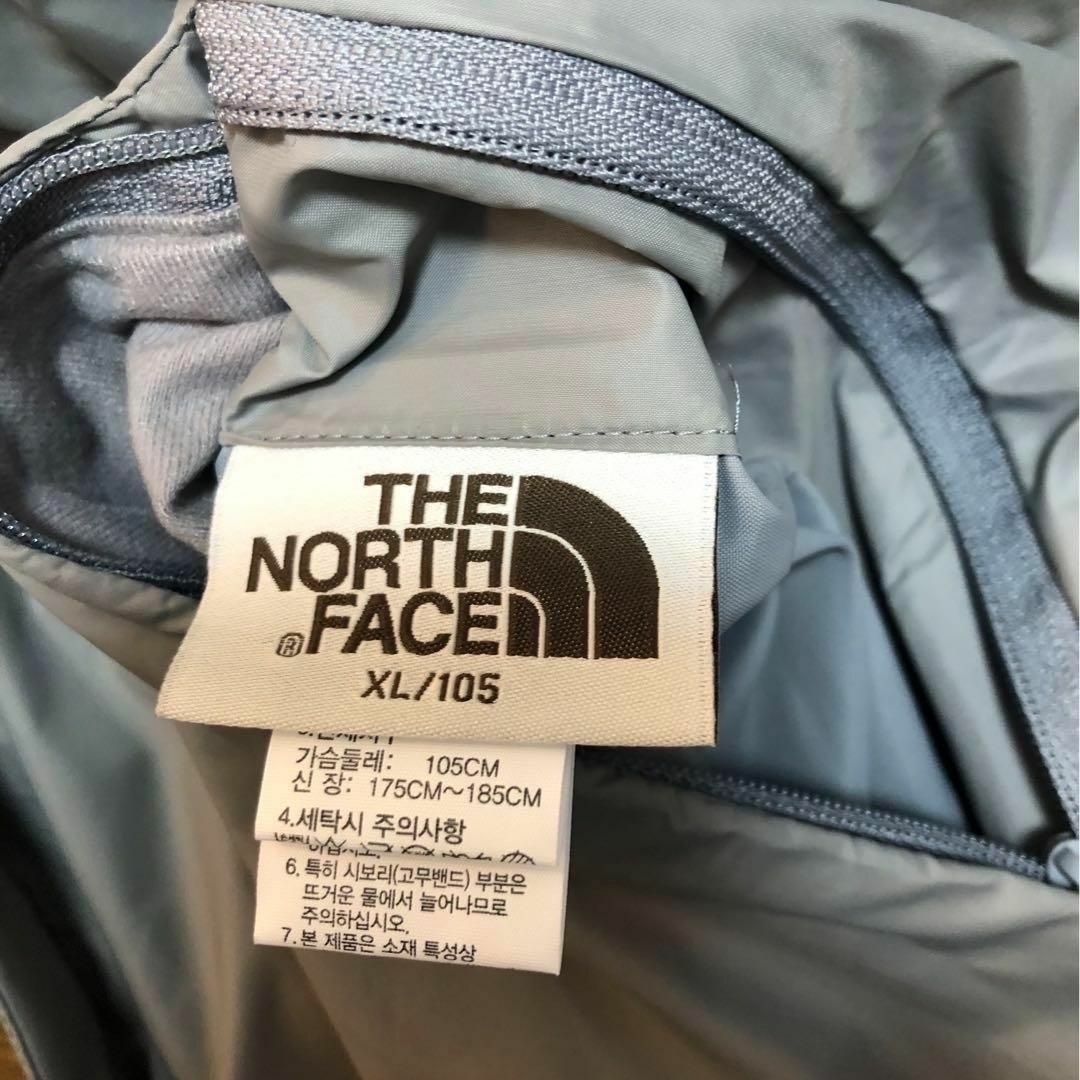 THE
NORTH
® FACE
XL/105
가슴둘레: 105CM
신 장: 175CM~185CM
4.세탁시 주의사항
6. 특히 시보리(고무밴드) 부분은
뜨거운 물에서 늘어나므로
주의하십시오.
7. 본 제품은 소재 특성상